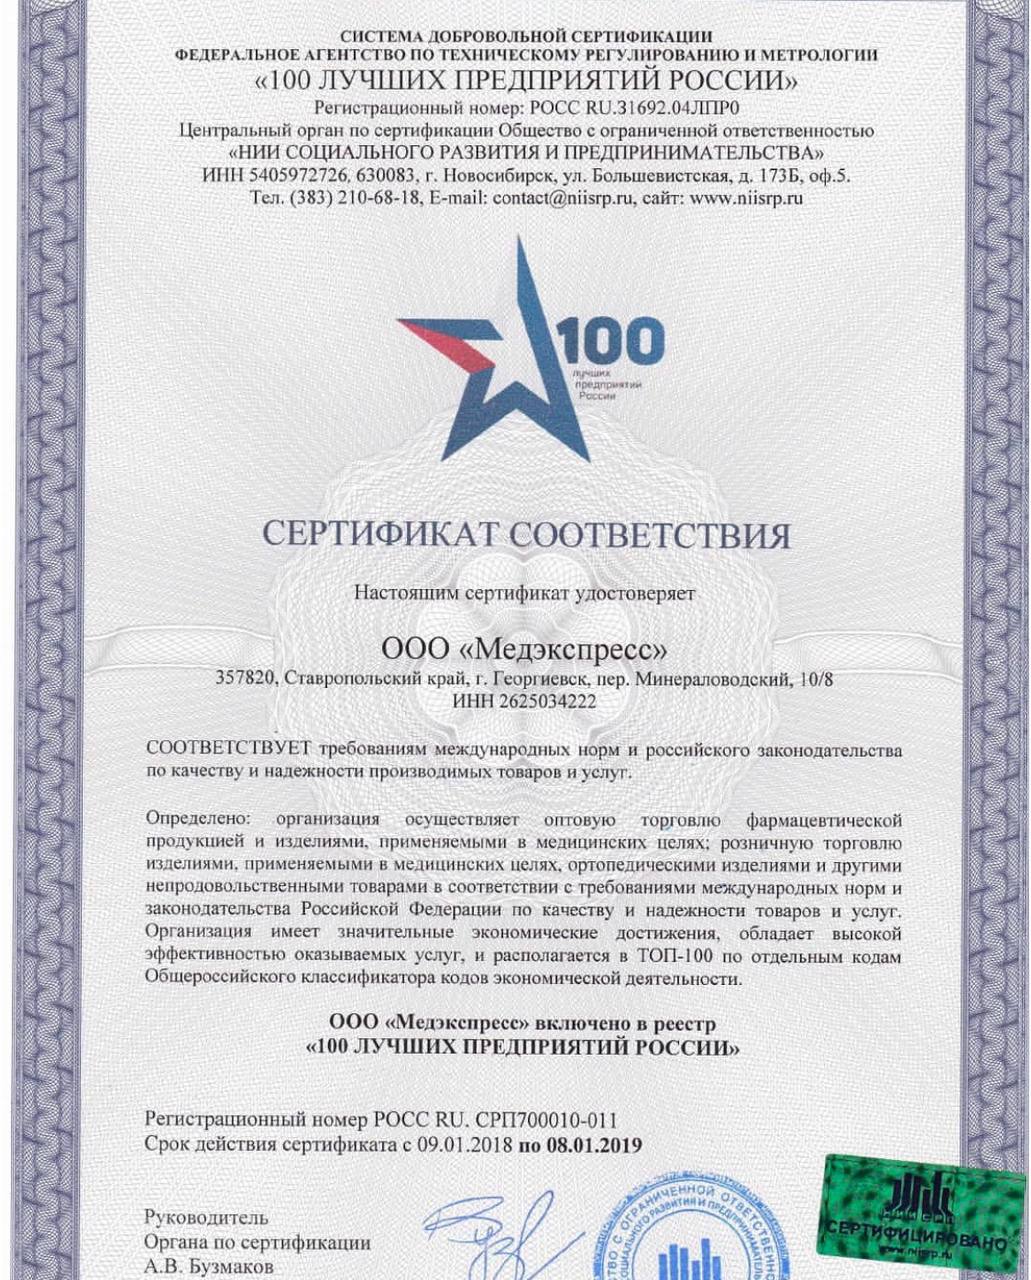 СИСТЕМА ДОБРОВОЛЬНОЙ СЕРТИФИКАЦИИ
ФЕДЕРАЛЬНОЕ АГЕНТСТВО ПО ТЕХНИЧЕСКОМУ РЕГУЛИРОВАНИЮ И МЕТРОЛОГИИ
«100 ЛУЧШИХ ПРЕДПРИЯТИЙ РОССИИ»
Регистрационный номер: РОСС RU.31692.04ЛПР0
Центральный орган по сертификации Общество с ограниченной ответственностью
«НИИ СОЦИАЛЬНОГО РАЗВИТИЯ И ПРЕДПРИНИМАТЕЛЬСТВА»
ИНН 5405972726, 630083, г. Новосибирск, ул. Большевистская, д. 173Б, оф.5.
Тел. (383) 210-68-18, E-mail: contact@niisrp.ru, сайт: www.niisrp.ru
100
лучших
предприятий
России
СЕРТИФИКАТ СООТВЕТСТВИЯ
Настоящим сертификат удостоверяет
ООО «Медэкспресс»
357820, Ставропольский край, г. Георгиевск, пер. Минераловодский, 10/8
ИНН 2625034222
СООТВЕТСТВУЕТ требованиям международных норм и российского законодательства
по качеству и надежности производимых товаров и услуг.
Определено: организация осуществляет оптовую торговлю фармацевтической
продукцией и изделиями, применяемыми в медицинских целях; розничную торговлю
изделиями, применяемыми в медицинских целях, ортопедическими изделиями и другими
непродовольственными товарами в соответствии с требованиями международных норм и
законодательства Российской Федерации по качеству и надежности товаров и услуг.
Организация имеет значительные экономические достижения, обладает высокой
эффективностью оказываемых услуг, и располагается в ТОП-100 по отдельным кодам
Общероссийского классификатора кодов экономической деятельности.
ООО «Медэкспресс» включено в реестр
«100 ЛУЧШИХ ПРЕДПРИЯТИЙ РОССИИ»
Регистрационный номер РОСС RU. СРП700010-011
Срок действия сертификата с 09.01.2018 по 08.01.2019
Руководитель
Органа по сертификации
А.В. Бузмаков
ОГРАНИЧЕННОЙ ОТВЕТСТВЕННОС
СОЦИАЛЬНОГО РАЗВИТИЯ И ПРЕДПРИНИМАТЕЛЬ
СЕРТИФИЦИРОВАНО
www.niisrp.ru